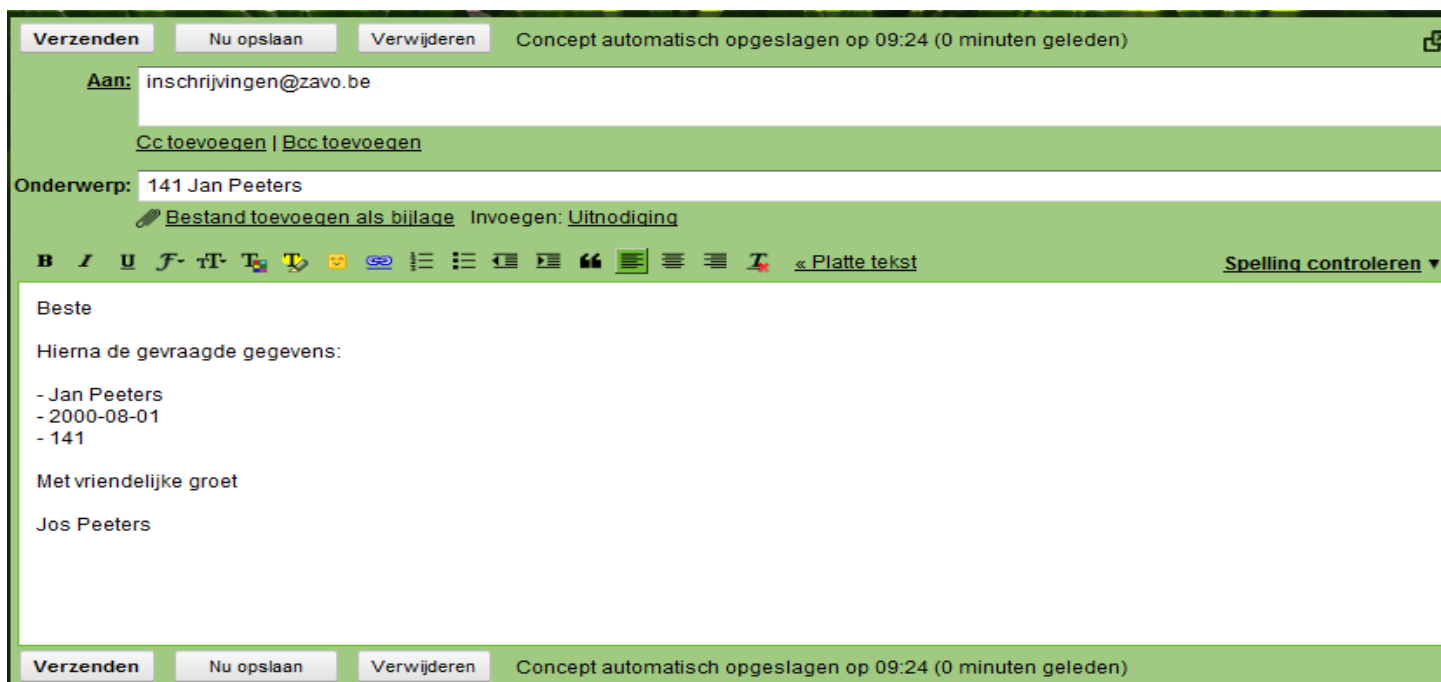 Verzenden Nu opslaan Verwijderen Concept automatisch opgeslagen op 09:24 (0 minuten geleden)
Aan: inschrijvingen@zavo.be
Cc toevoegen | Bcc toevoegen
Onderwerp: 141 Jan Peeters
Bestand toevoegen als bijlage Invoegen: Uitnodiging
B I U « Platte tekst Spelling controleren ▼
Beste
Hierna de gevraagde gegevens:
- Jan Peeters
- 2000-08-01
- 141
Met vriendelijke groet
Jos Peeters
Verzenden Nu opslaan Verwijderen Concept automatisch opgeslagen op 09:24 (0 minuten geleden)